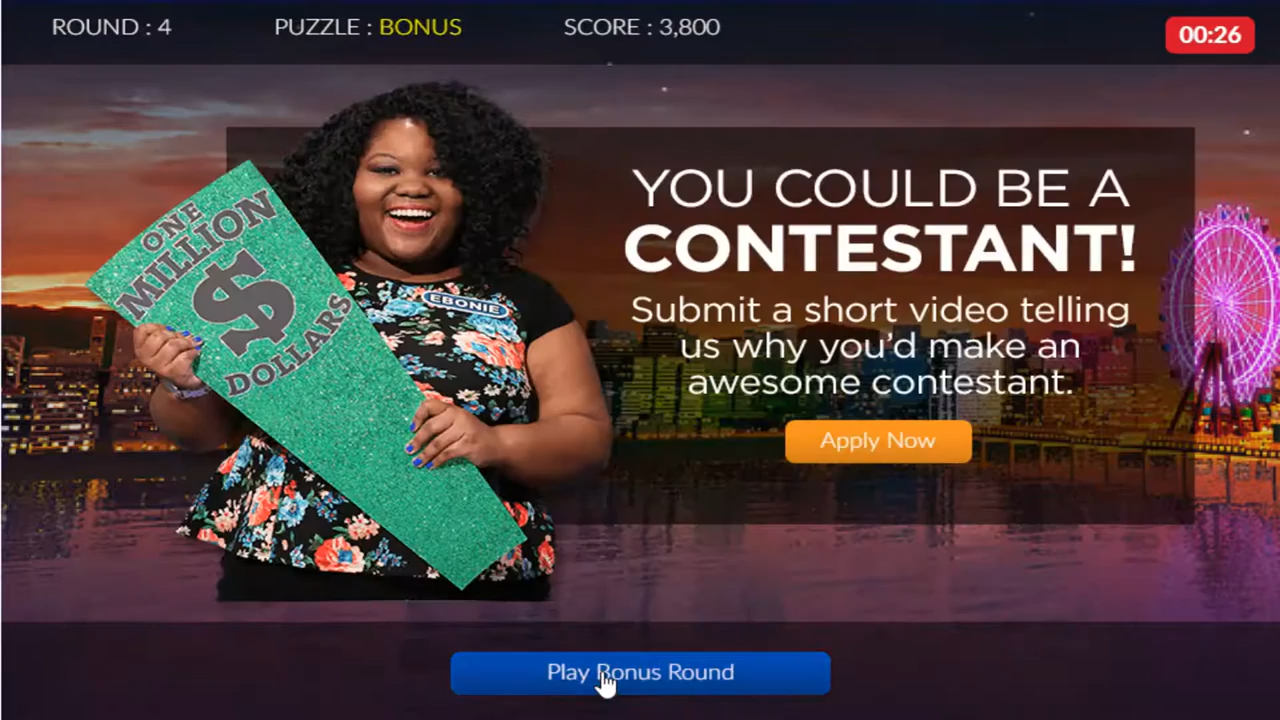 ROUND : 4
PUZZLE : BONUS
SCORE : 3,800
00:26
YOU COULD BE A
CONTESTANT!
Submit a short video telling
us why you'd make an
awesome contestant.
Apply Now
ONE
MILLION
$
DOLLARS
EBONIE
Play Bonus Round